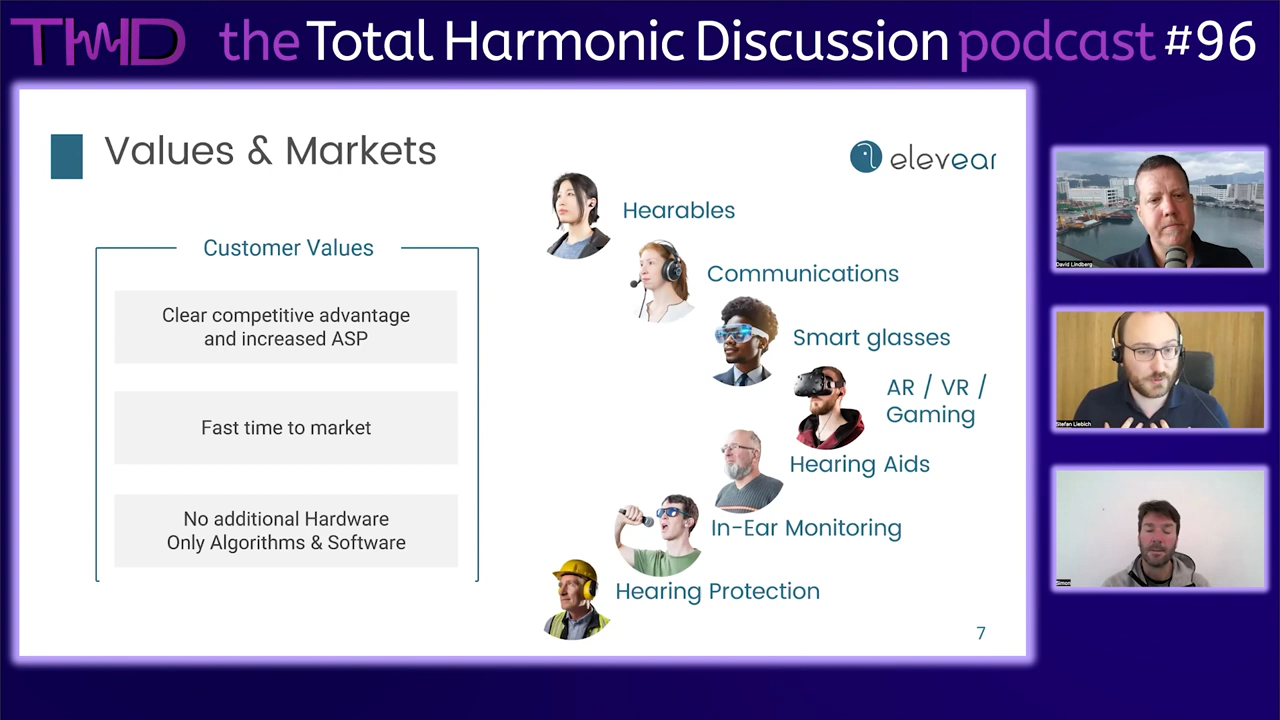 THD the Total Harmonic Discussion podcast #96
Values & Markets
elevear
Customer Values
Clear competitive advantage
and increased ASP
Fast time to market
No additional Hardware
Only Algorithms & Software
Hearables
Communications
Smart glasses
AR / VR /
Gaming
Hearing Aids
In-Ear Monitoring
Hearing Protection
7
David Lindberg
Stefan Liebich
Simon